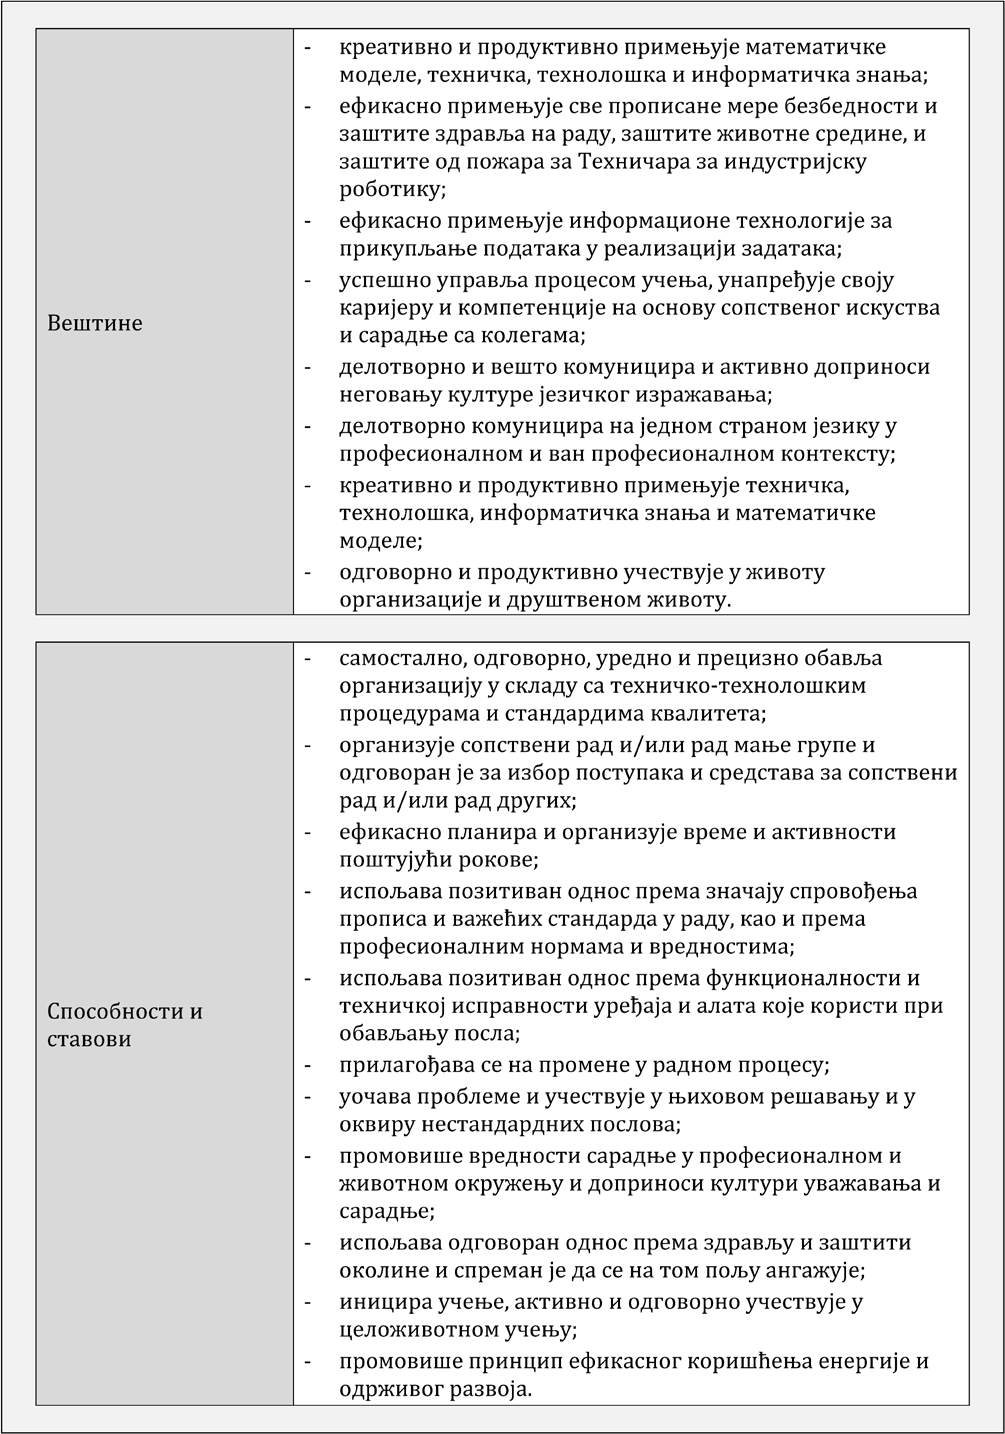 Вештине
- креативно и продуктивно примењује математичке
моделе, техничка, технолошка и информатичка знања;
- ефикасно примењује све прописане мере безбедности и
заштите здравља на раду, заштите животне средине, и
заштите од пожара за Техничара за индустријску
роботику;
- ефикасно примењује информационе технологије за
прикупљање података у реализацији задатака;
- успешно управља процесом учења, унапређује своју
каријеру и компетенције на основу сопственог искуства
и сарадње са колегама;
- делотворно и вешто комуницира и активно доприноси
неговању културе језичког изражавања;
- делотворно комуницира на једном страном језику у
професионалном и ван професионалном контексту;
- креативно и продуктивно примењује техничка,
технолошка, информатичка знања и математичке
моделе;
- одговорно и продуктивно учествује у животу
организације и друштвеном животу.
Способности и
ставови
- самостално, одговорно, уредно и прецизно обавља
организацију у складу са техничко-технолошким
процедурама и стандардима квалитета;
- организује сопствени рад и/или рад мање групе и
одговоран је за избор поступака и средстава за сопствени
рад и/или рад других;
- ефикасно планира и организује време и активности
поштујући рокове;
- испољава позитиван однос према значају спровођења
прописа и важећих стандарда у раду, као и према
професионалним нормама и вредностима;
- испољава позитиван однос према функционалности и
техничкој исправности уређаја и алата које користи при
обављању посла;
- прилагођава се на промене у радном процесу;
- уочава проблеме и учествује у њиховом решавању и у
оквиру нестандардних послова;
- промовише вредности сарадње у професионалном и
животном окружењу и доприноси култури уважавања и
сарадње;
- испољава одговоран однос према здрављу и заштити
околине и спреман је да се на том пољу ангажује;
- иницира учење, активно и одговорно учествује у
целоживотном учењу;
- промовише принцип ефикасног коришћења енергије и
одрживог развоја.